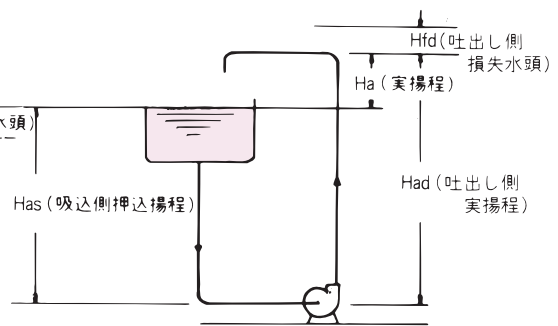 Hfd(吐出し側
損失水頭)
Ha(実揚程)
水頭)
Has(吸込側押込揚程)
Had(吐出し側
実揚程)